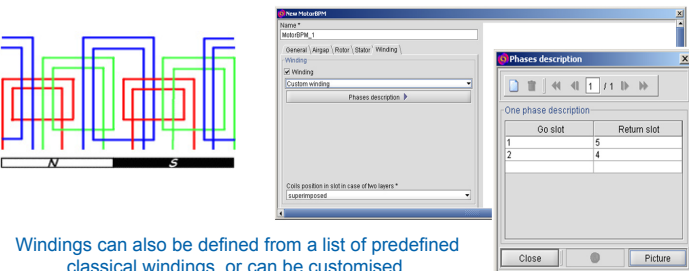 New MotorBPM
Name *
MotorBPM_1
General \ Airgap \ Rotor \ Stator \ Winding \
Winding
Winding
Custom winding
Phases description
Coils position in slot in case of two layers *
superimposed
N S
Phases description
1 / 1
One phase description
Go slot Return slot
1 5
2 4
Close Picture
Windings can also be defined from a list of predefined
classical windings, or can be customised